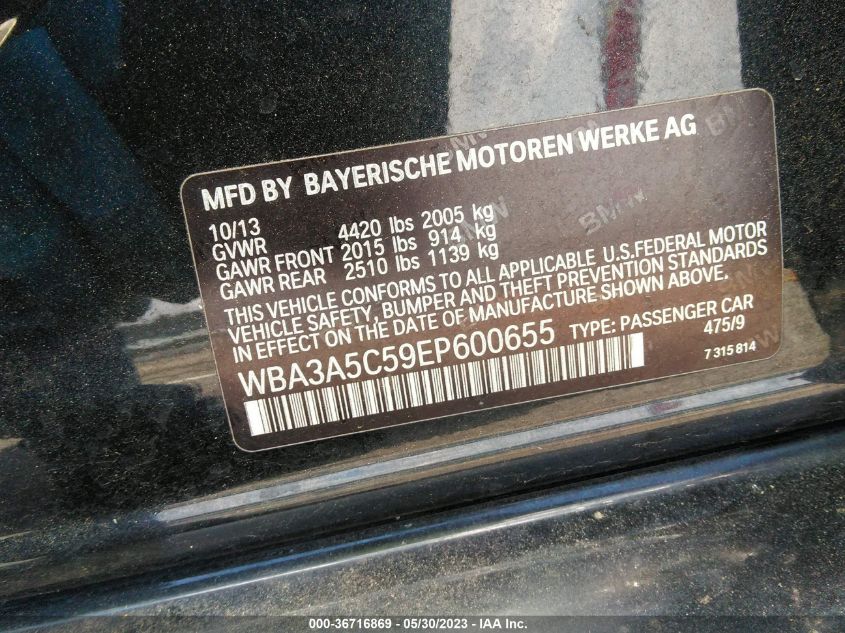 MFD BY BAYERISCHE MOTOREN WERKE AG
10/13
GVWR 4420 lbs 2005 kg
GAWR FRONT 2015 lbs 914 kg
GAWR REAR 2510 lbs 1139 kg
THIS VEHICLE CONFORMS TO ALL APPLICABLE U.S.FEDERAL MOTOR
VEHICLE SAFETY, BUMPER AND THEFT PREVENTION STANDARDS
IN EFFECT ON THE DATE OF MANUFACTURE SHOWN ABOVE.
WBA3A5C59EP600655 TYPE: PASSENGER CAR
475/9
7 315 814
000-36716869 - 05/30/2023 - IAA Inc.